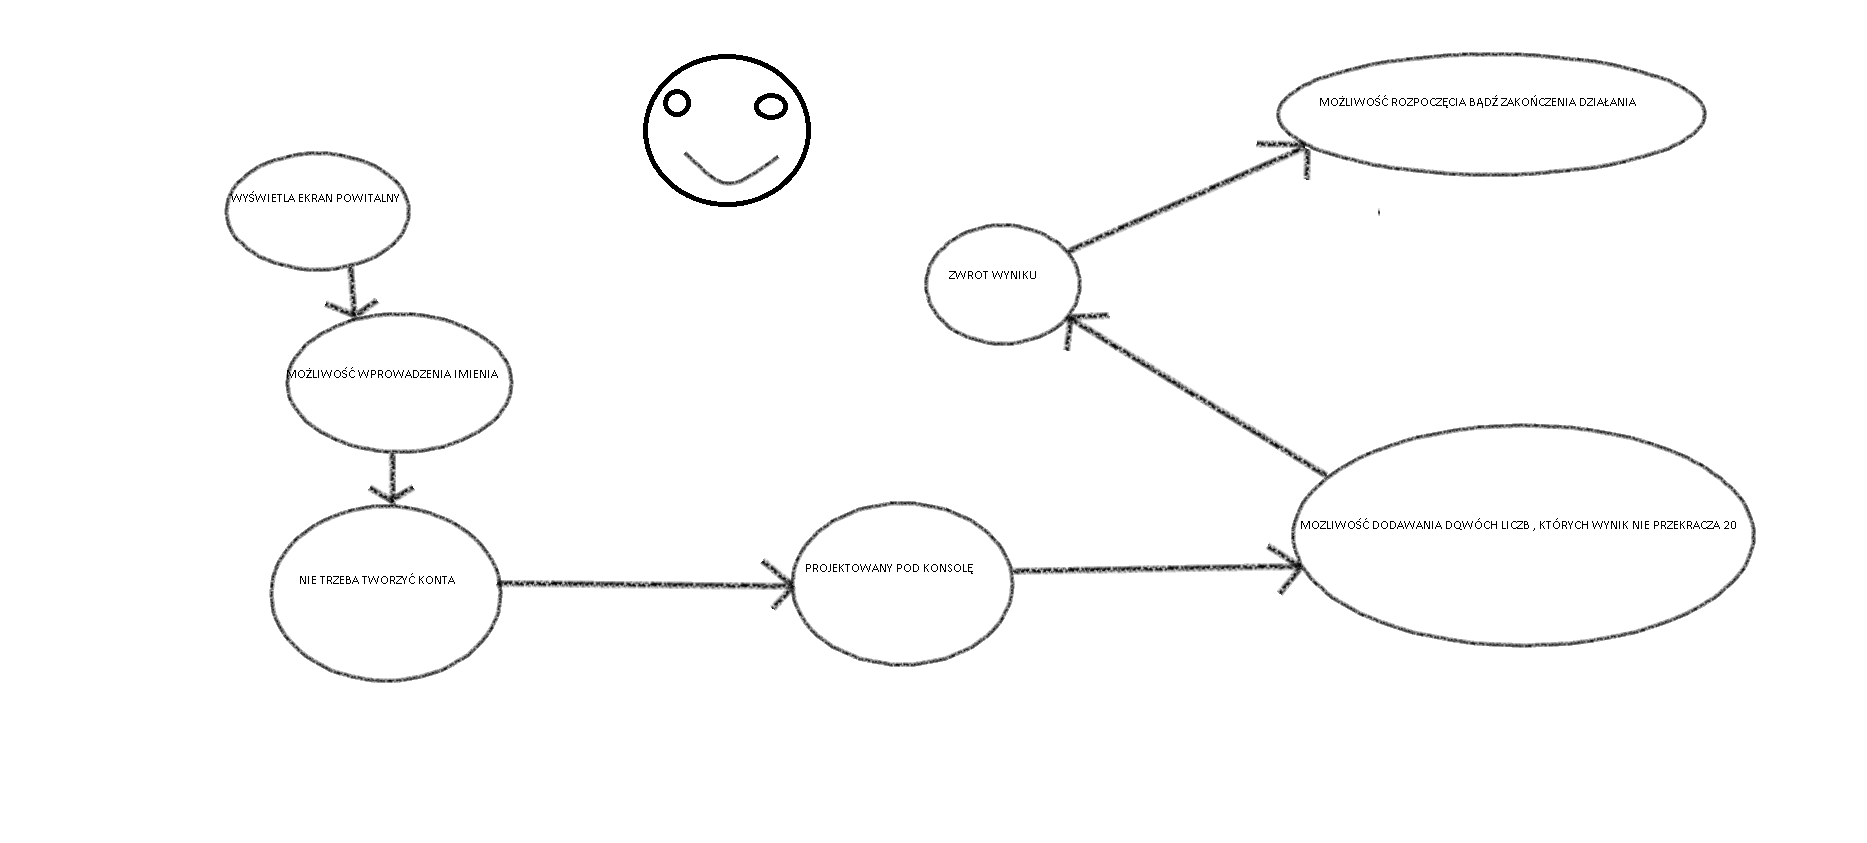 WYŚWIETLA EKRAN POWITALNY
MOŻLIWOŚĆ WPROWADZENIA IMIENIA
NIE TRZEBA TWORZYĆ KONTA
PROJEKTOWANY POD KONSOLĘ
MOZLIWOŚĆ DODAWANIA DQWÓCH LICZB , KTÓRYCH WYNIK NIE PRZEKRACZA 20
ZWROT WYNIKU
MOŻLIWOŚĆ ROZPOCZĘCIA BĄDŹ ZAKOŃCZENIA DZIAŁANIA